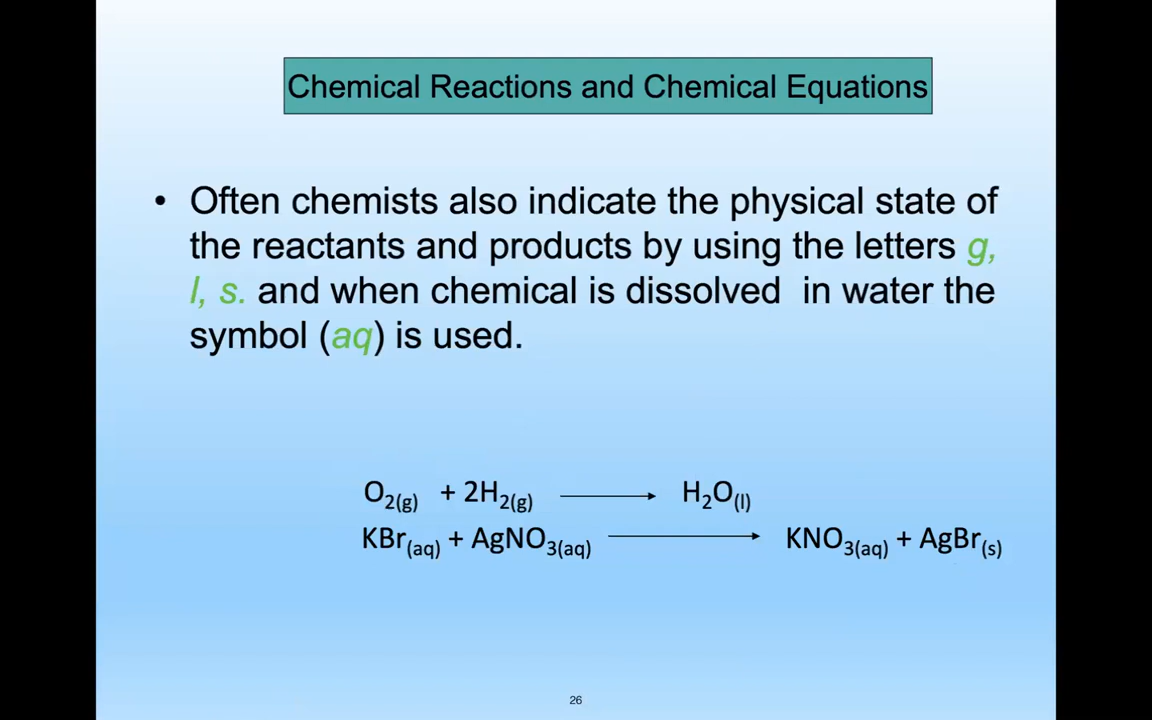 Chemical Reactions and Chemical Equations
• Often chemists also indicate the physical state of
the reactants and products by using the letters g,
l, s. and when chemical is dissolved  in water the
symbol (aq) is used.
O₂(g) + 2H₂(g) ⟶ H₂O(l)
KBr(aq) + AgNO₃(aq) ⟶ KNO₃(aq) + AgBr(s)
26